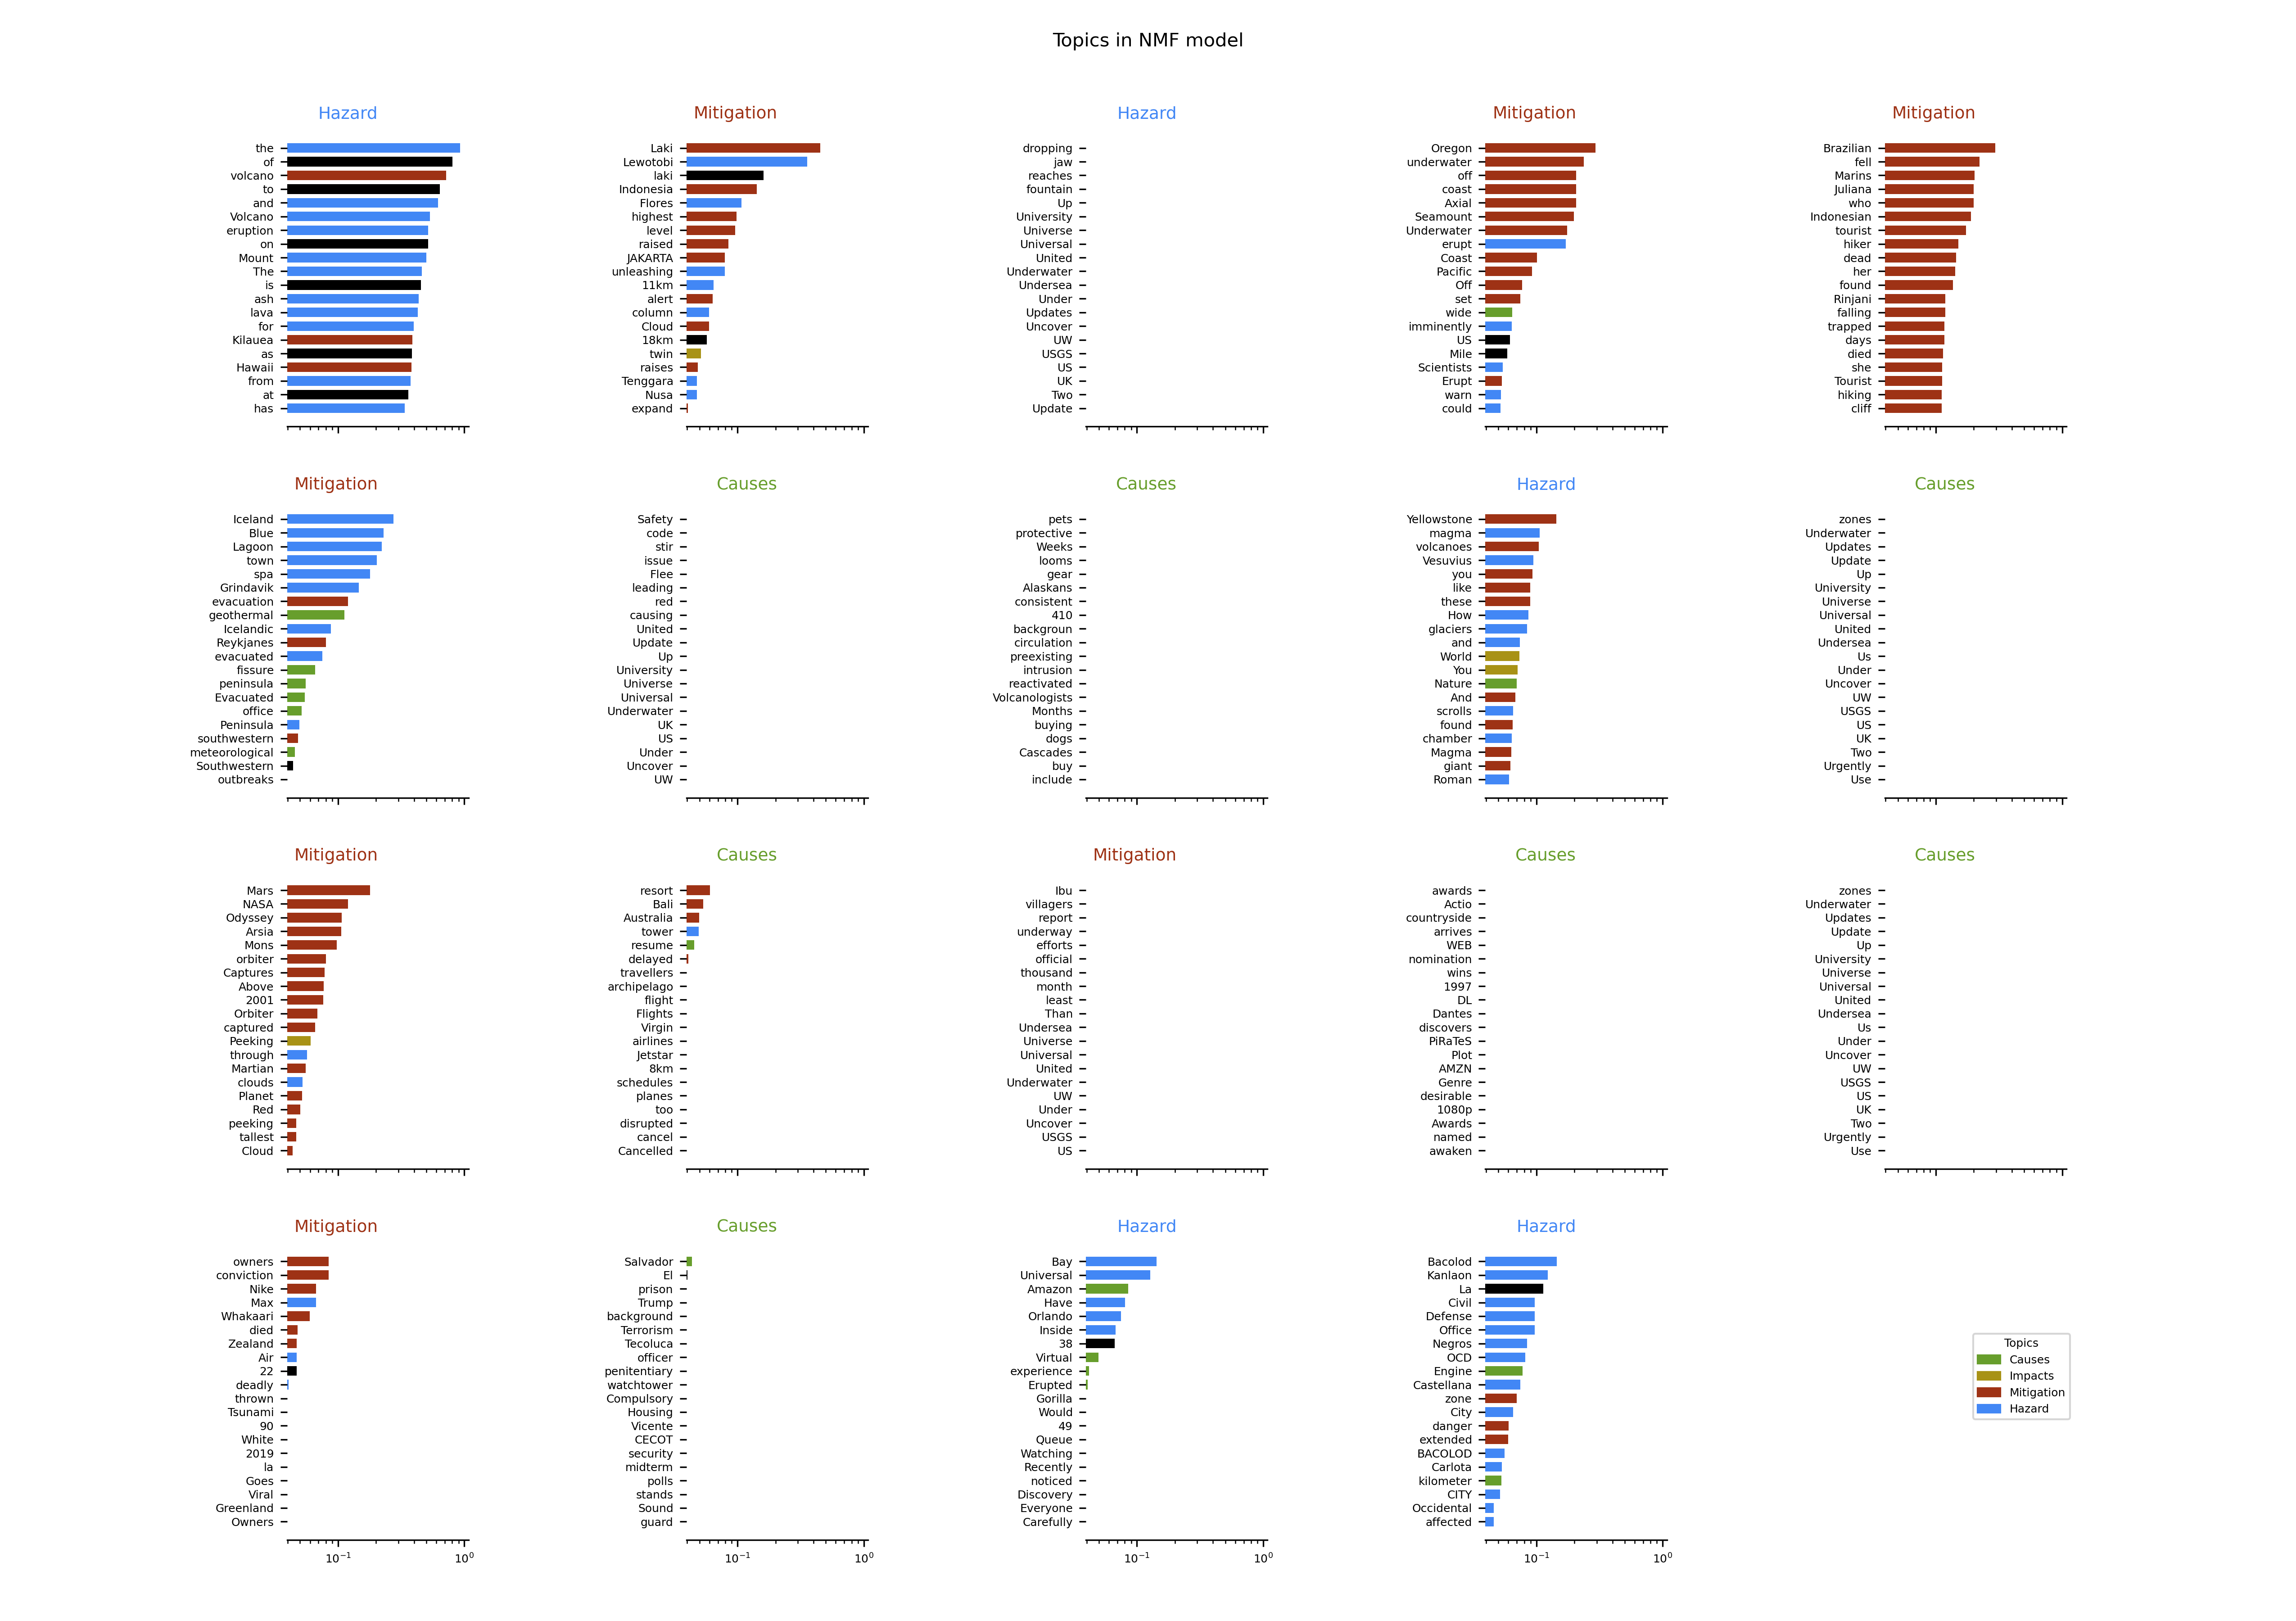 Topics in NMF model
Hazard
the
of
volcano
to
and
Volcano
eruption
on
Mount
The
is
ash
lava
for
Kilauea
as
Hawaii
from
at
has
Mitigation
Laki
Lewotobi
laki
Indonesia
Flores
highest
level
raised
JAKARTA
unleashing
11km
alert
column
Cloud
18km
twin
raises
Tenggara
Nusa
expand
Hazard
dropping
jaw
reaches
fountain
Up
University
Universe
Universal
United
Underwater
Undersea
Under
Updates
Uncover
UW
USGS
US
UK
Two
Update
Mitigation
Oregon
underwater
off
coast
Axial
Seamount
Underwater
erupt
Coast
Pacific
Off
set
wide
imminently
US
Mile
Scientists
Erupt
warn
could
Mitigation
Brazilian
fell
Marins
Juliana
who
Indonesian
tourist
hiker
dead
her
found
Rinjani
falling
trapped
days
died
she
Tourist
hiking
cliff
Mitigation
Iceland
Blue
Lagoon
town
spa
Grindavik
evacuation
geothermal
Icelandic
Reykjanes
evacuated
fissure
peninsula
Evacuated
office
Peninsula
southwestern
meteorological
Southwestern
outbreaks
Causes
Safety
code
stir
issue
Flee
leading
red
causing
United
Update
Up
University
Universe
Universal
Underwater
UK
US
Under
Uncover
UW
Causes
pets
protective
Weeks
looms
gear
Alaskans
consistent
410
backgroun
circulation
preexisting
intrusion
reactivated
Volcanologists
Months
buying
dogs
Cascades
buy
include
Hazard
Yellowstone
magma
volcanoes
Vesuvius
you
like
these
How
glaciers
and
World
You
Nature
And
scrolls
found
chamber
Magma
giant
Roman
Causes
zones
Underwater
Updates
Update
Up
University
Universe
Universal
United
Undersea
Us
Under
Uncover
UW
USGS
US
UK
Two
Urgently
Use
Mitigation
Mars
NASA
Odyssey
Arsia
Mons
orbiter
Captures
Above
2001
Orbiter
captured
Peeking
through
Martian
clouds
Planet
Red
peeking
tallest
Cloud
Causes
resort
Bali
Australia
tower
resume
delayed
travellers
archipelago
flight
Flights
Virgin
airlines
Jetstar
8km
schedules
planes
too
disrupted
cancel
Cancelled
Mitigation
Ibu
villagers
report
underway
efforts
official
thousand
month
least
Than
Undersea
Universe
Universal
United
Underwater
UW
Under
Uncover
USGS
US
Causes
awards
Actio
countryside
arrives
WEB
nomination
wins
1997
DL
Dantes
discovers
PiRaTeS
Plot
AMZN
Genre
desirable
1080p
Awards
named
awaken
Causes
zones
Underwater
Updates
Update
Up
University
Universe
Universal
United
Undersea
Us
Under
Uncover
UW
USGS
US
UK
Two
Urgently
Use
Mitigation
owners
conviction
Nike
Max
Whakaari
died
Zealand
Air
22
deadly
thrown
Tsunami
90
White
2019
la
Goes
Viral
Greenland
Owners
10⁻¹ 10⁰
Causes
Salvador
El
prison
Trump
background
Terrorism
Tecoluca
officer
penitentiary
watchtower
Compulsory
Housing
Vicente
CECOT
security
midterm
polls
stands
Sound
guard
10⁻¹ 10⁰
Hazard
Bay
Universal
Amazon
Have
Orlando
Inside
38
Virtual
experience
Erupted
Gorilla
Would
49
Queue
Watching
Recently
noticed
Discovery
Everyone
Carefully
10⁻¹ 10⁰
Hazard
Bacolod
Kanlaon
La
Civil
Defense
Office
Negros
OCD
Engine
Castellana
zone
City
danger
extended
BACOLOD
Carlota
kilometer
CITY
Occidental
affected
10⁻¹ 10⁰
Topics
Causes
Impacts
Mitigation
Hazard